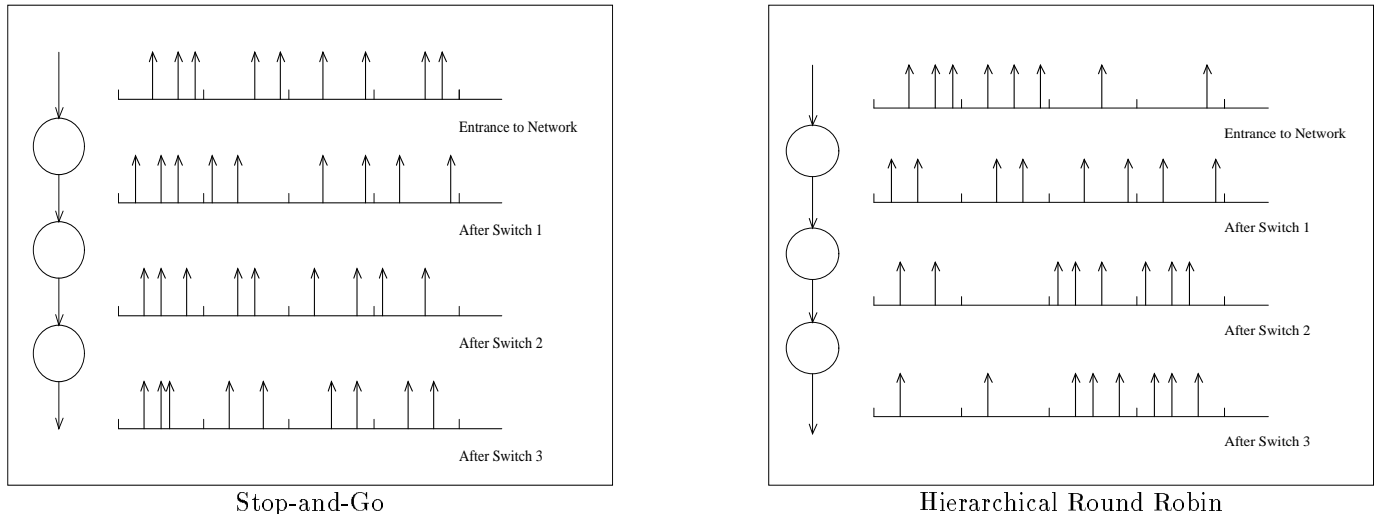 Entrance to Network
After Switch 1
After Switch 2
After Switch 3
Stop-and-Go
Entrance to Network
After Switch 1
After Switch 2
After Switch 3
Hierarchical Round Robin